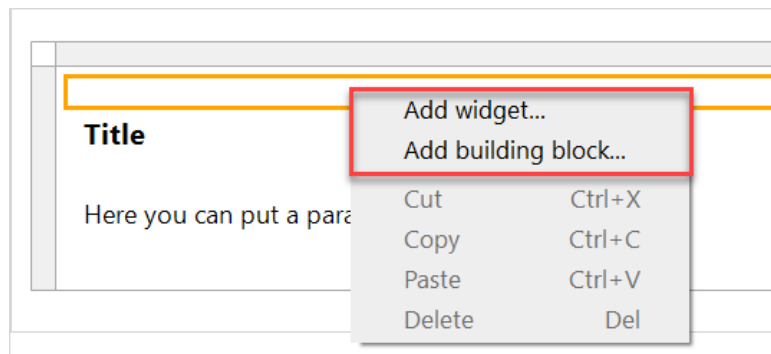 Add widget...
Title
Add building block...
Cut Ctrl+X
Here you can put a para
Copy Ctrl+C
Paste Ctrl+V
Delete Del